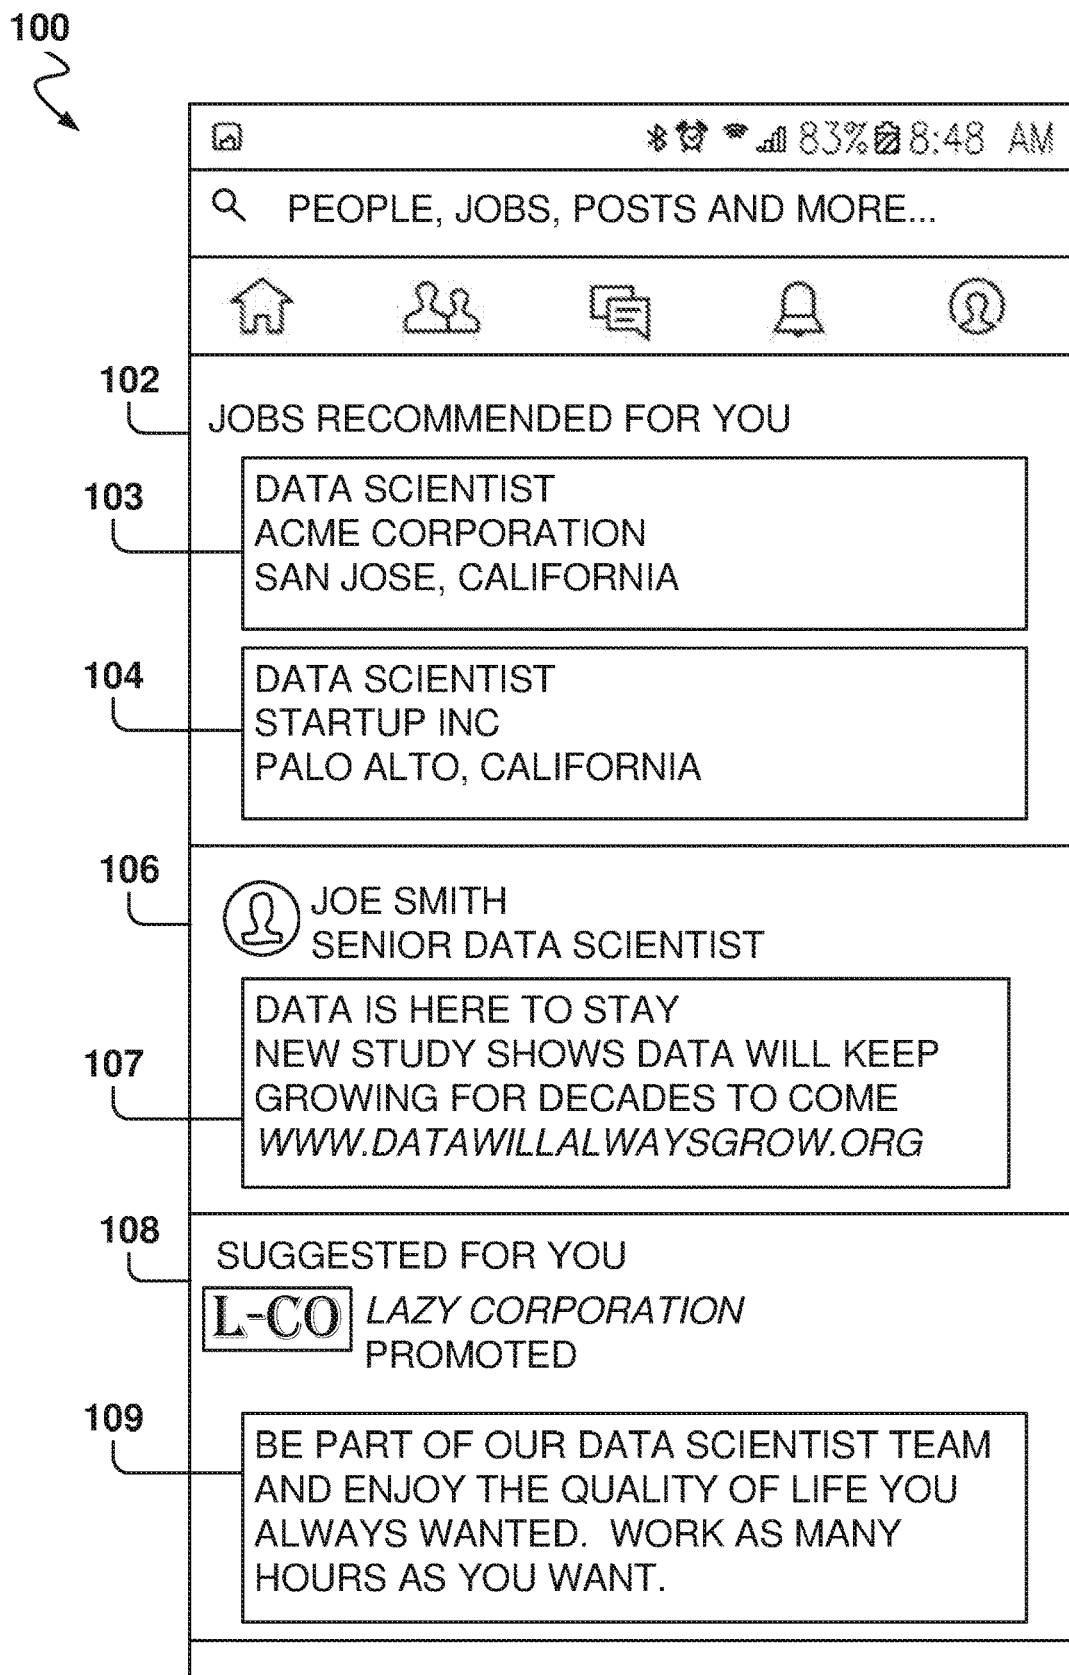 100
83% 8:48 AM
PEOPLE, JOBS, POSTS AND MORE...
102
JOBS RECOMMENDED FOR YOU
103
DATA SCIENTIST
ACME CORPORATION
SAN JOSE, CALIFORNIA
104
DATA SCIENTIST
STARTUP INC
PALO ALTO, CALIFORNIA
106
JOE SMITH
SENIOR DATA SCIENTIST
107
DATA IS HERE TO STAY
NEW STUDY SHOWS DATA WILL KEEP
GROWING FOR DECADES TO COME
WWW.DATAWILLALWAYSGROW.ORG
108
SUGGESTED FOR YOU
L-CO
LAZY CORPORATION
PROMOTED
109
BE PART OF OUR DATA SCIENTIST TEAM
AND ENJOY THE QUALITY OF LIFE YOU
ALWAYS WANTED. WORK AS MANY
HOURS AS YOU WANT.